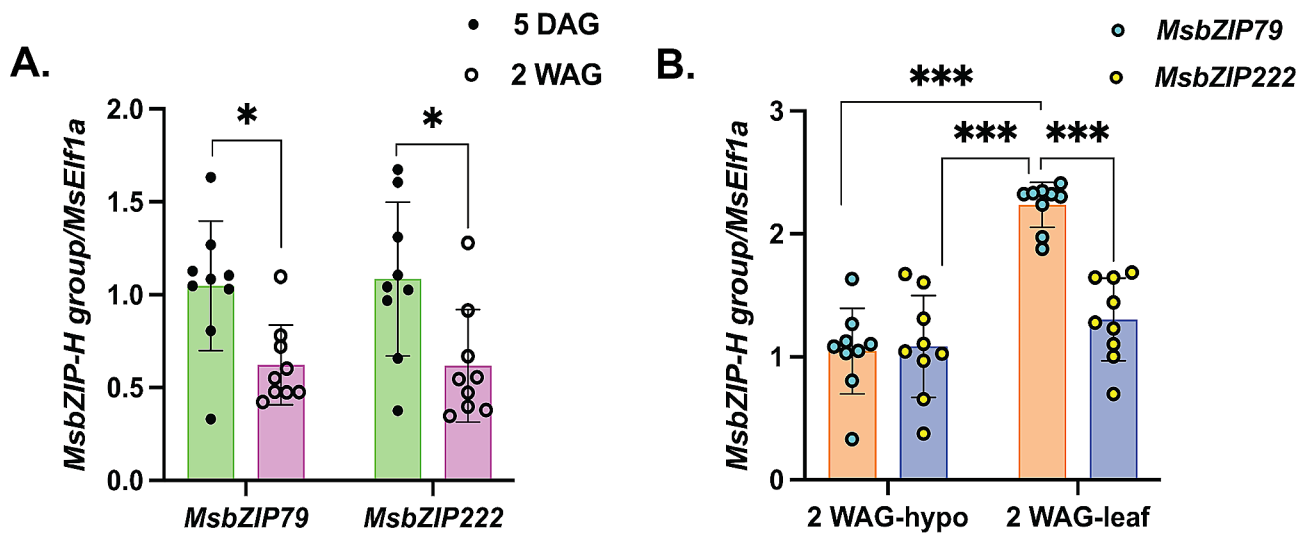 A.
5 DAG
2 WAG
MsbZIP-H group/MsElf1a
2.0
1.5
1.0
0.5
0.0
*
*
MsbZIP79
MsbZIP222
B.
MsbZIP79
MsbZIP222
MsbZIP-H group/MsElf1a
3
2
1
0
***
***
***
2 WAG-hypo
2 WAG-leaf